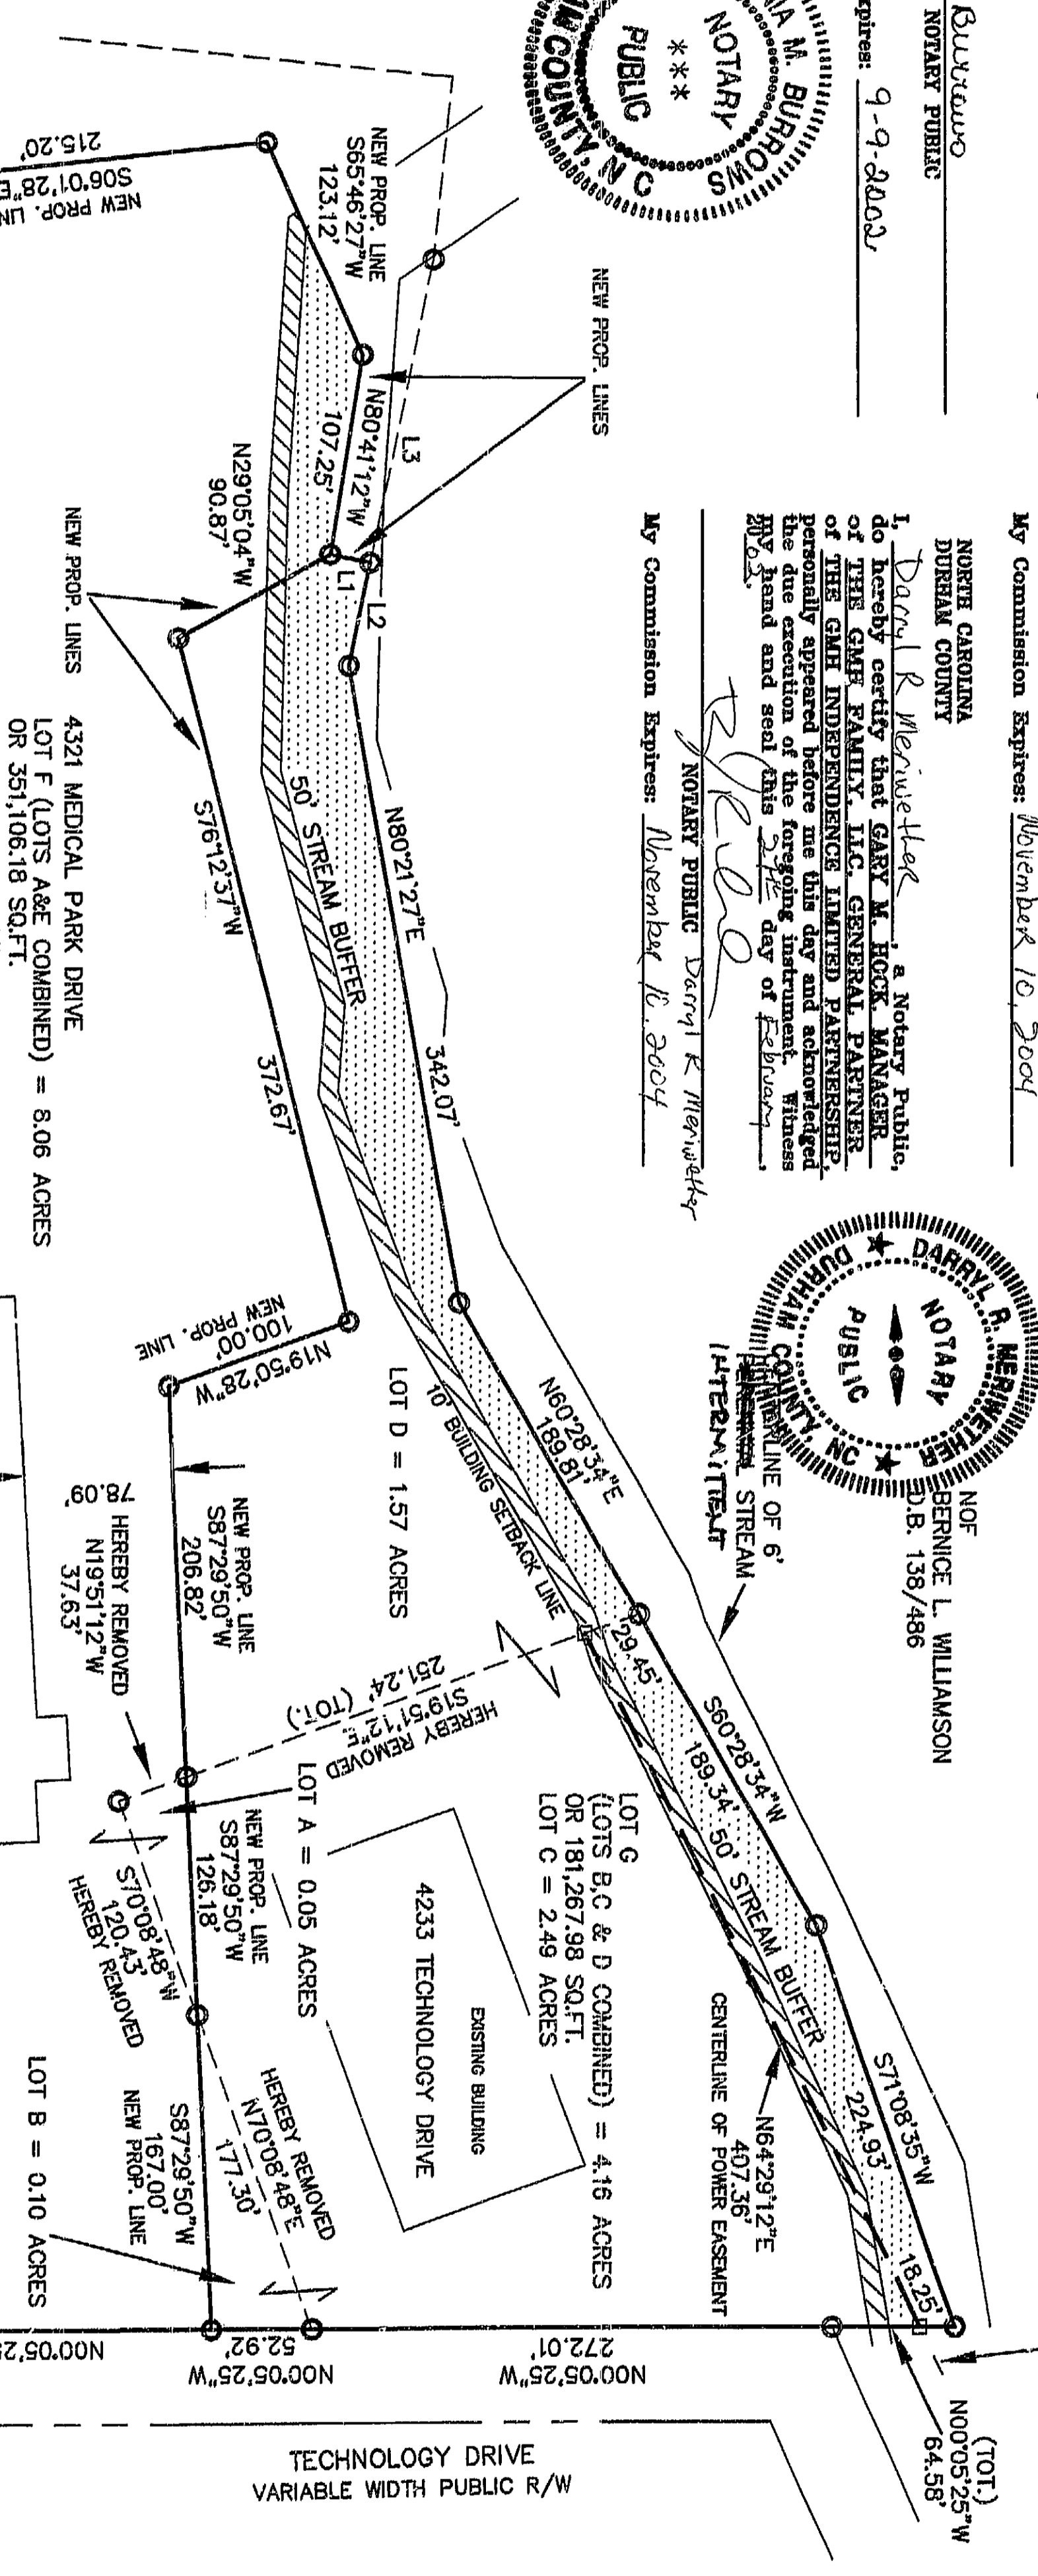 Burrows
NOTARY PUBLIC
xpires: 9-9-2002
IA M. BURROWS
NOTARY
***
PUBLIC
M COUNTY, N C
My Commission Expires: November 10, 2004
NORTH CAROLINA
DURHAM COUNTY
I, Darryl R Meriwether, a Notary Public,
do hereby certify that GARY M. HOCK, MANAGER
of THE GMH FAMILY, LLC, GENERAL PARTNER
of THE GMH INDEPENDENCE LIMITED PARTNERSHIP,
personally appeared before me this day and acknowledged
the due execution of the foregoing instrument. Witness
my hand and seal this day of February,
2002.
NOTARY PUBLIC Darryl R Meriwether
My Commission Expires: November 10, 2004
DARRYL R. MERIWETHER
NOTARY
PUBLIC
DURHAM COUNTY, NC
NOF
BERNICE L. WILLIAMSON
D.B. 138/486
CENTERLINE OF 6'
STREAM
INTERMITTENT
NEW PROP. LINES
NEW PROP. LINE
S65°46'27"W
123.12'
NEW PROP. LINE
S06°01'28"E
215.20'
N80°41'12"W
107.25'
L3
L1
L2
N29°05'04"W
90.87'
NEW PROP. LINES
S76°12'37"W
372.67'
50' STREAM BUFFER
N80°21'27"E
342.07'
4321 MEDICAL PARK DRIVE
LOT F (LOTS A&E COMBINED) = 8.06 ACRES
OR 351,106.18 SQ.FT.
N19°50'28"W
100.00'
NEW PROP. LINE
LOT D = 1.57 ACRES
10' BUILDING SETBACK LINE
N60°28'34"E
189.81'
29.45'
S60°28'34"W
189.34'
50' STREAM BUFFER
S71°08'35"W
224.93'
18.25'
(TOT.)
N00°05'25"W
64.58'
N64°29'12"E
407.36'
CENTERLINE OF POWER EASEMENT
LOT G
(LOTS B,C & D COMBINED) = 4.16 ACRES
OR 181,267.98 SQ.FT.
LOT C = 2.49 ACRES
EXISTING BUILDING
4233 TECHNOLOGY DRIVE
HEREBY REMOVED
S19°51'12"E
251.24' (TOT.)
NEW PROP. LINE
S87°29'50"W
206.82'
HEREBY REMOVED
N19°51'12"W
37.63'
78.09'
LOT A = 0.05 ACRES
NEW PROP. LINE
S87°29'50"W
126.18'
S70°08'48"W
120.43'
HEREBY REMOVED
HEREBY REMOVED
N70°08'48"E
177.30'
S87°29'50"W
167.00'
NEW PROP. LINE
LOT B = 0.10 ACRES
N00°05'25"W
272.01'
N00°05'25"W
52.92'
N00°05'25
TECHNOLOGY DRIVE
VARIABLE WIDTH PUBLIC R/W